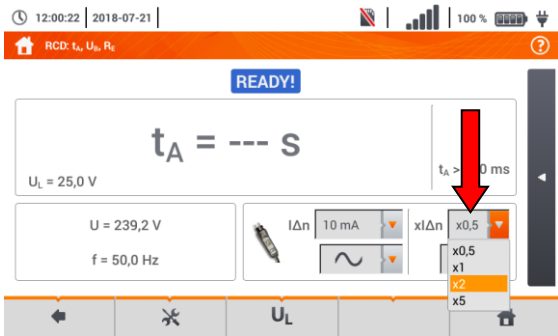 12:00:22 2018-07-21 100 %
RCD: tA, UB, RE ?
READY!
tA = --- s
UL = 25,0 V
tA > 0 ms
U = 239,2 V
f = 50,0 Hz
IΔn 10 mA xIΔn x0,5
x0,5
x1
x2
x5
UL